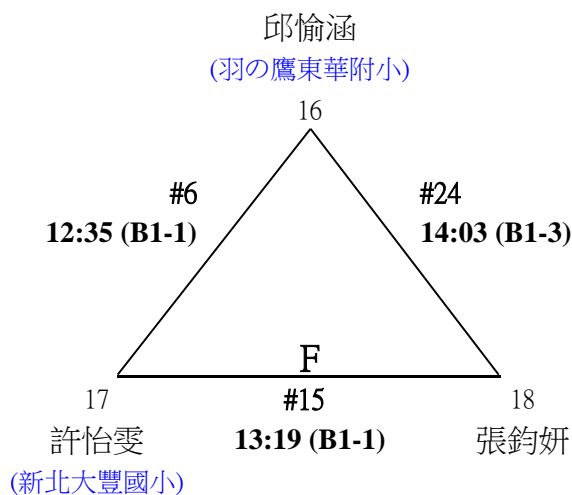 邱愉涵
(羽の鷹東華附小)
16
#6
12:35 (B1-1)
#24
14:03 (B1-3)
F
17
#15
18
許怡雯
13:19 (B1-1)
張鈞妍
(新北大豐國小)